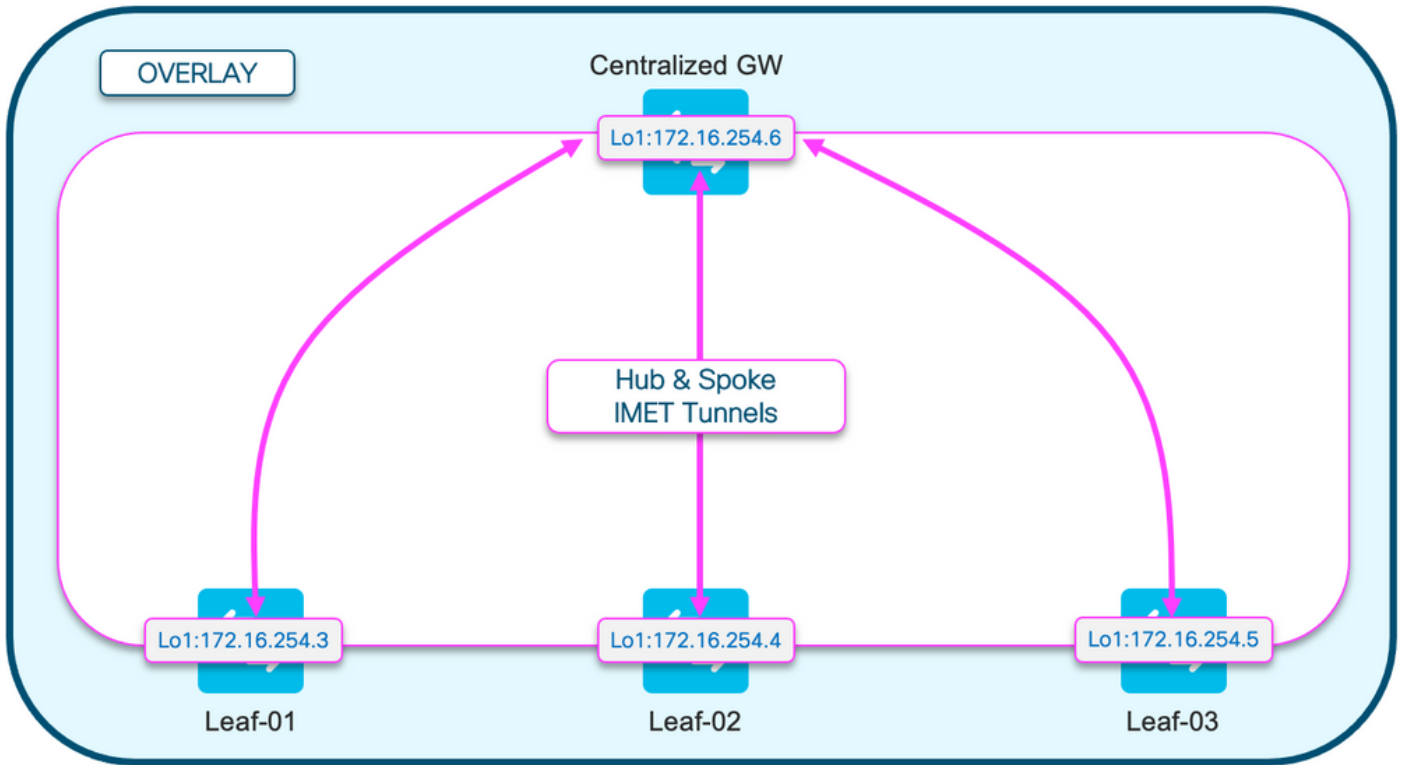 OVERLAY
Centralized GW
Lo1:172.16.254.6
Hub & Spoke
IMET Tunnels
Lo1:172.16.254.3
Lo1:172.16.254.4
Lo1:172.16.254.5
Leaf-01
Leaf-02
Leaf-03